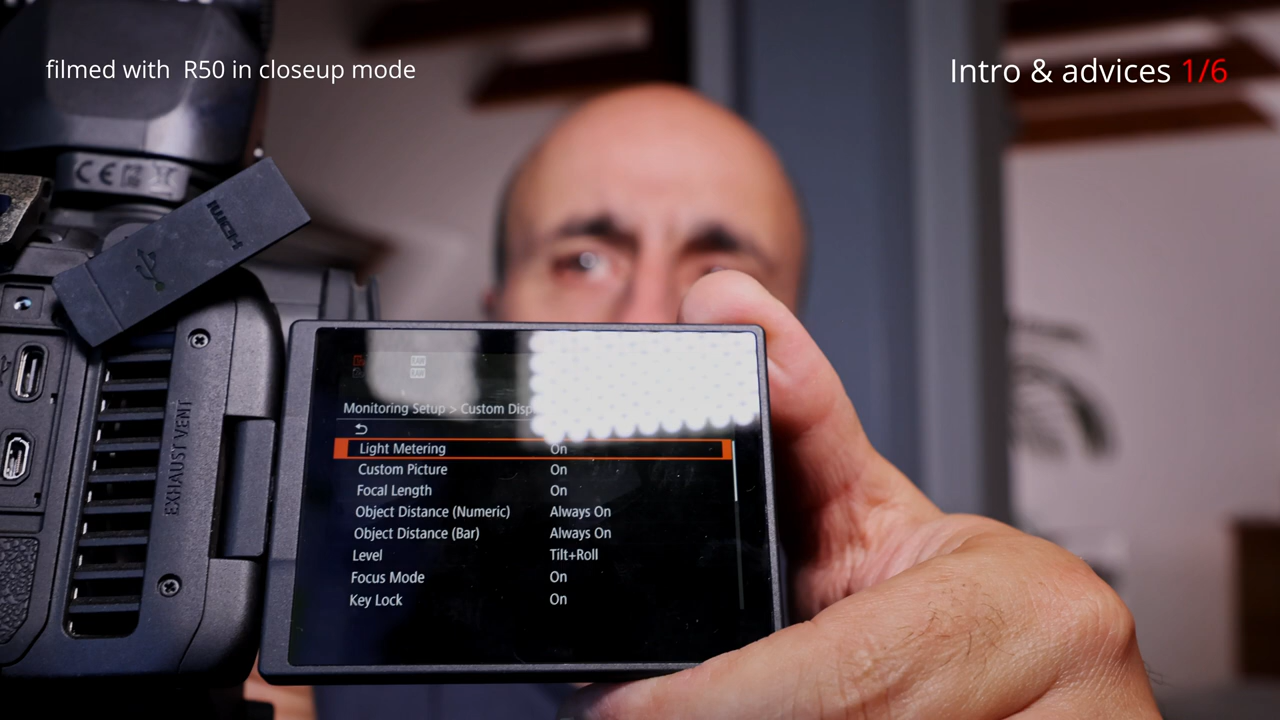 filmed with R50 in closeup mode
Intro & advices 1/6
CE
HDMI
EXHAUST VENT
Monitoring Setup > Custom Disp
Light Metering On
Custom Picture On
Focal Length On
Object Distance (Numeric) Always On
Object Distance (Bar) Always On
Level Tilt+Roll
Focus Mode On
Key Lock On